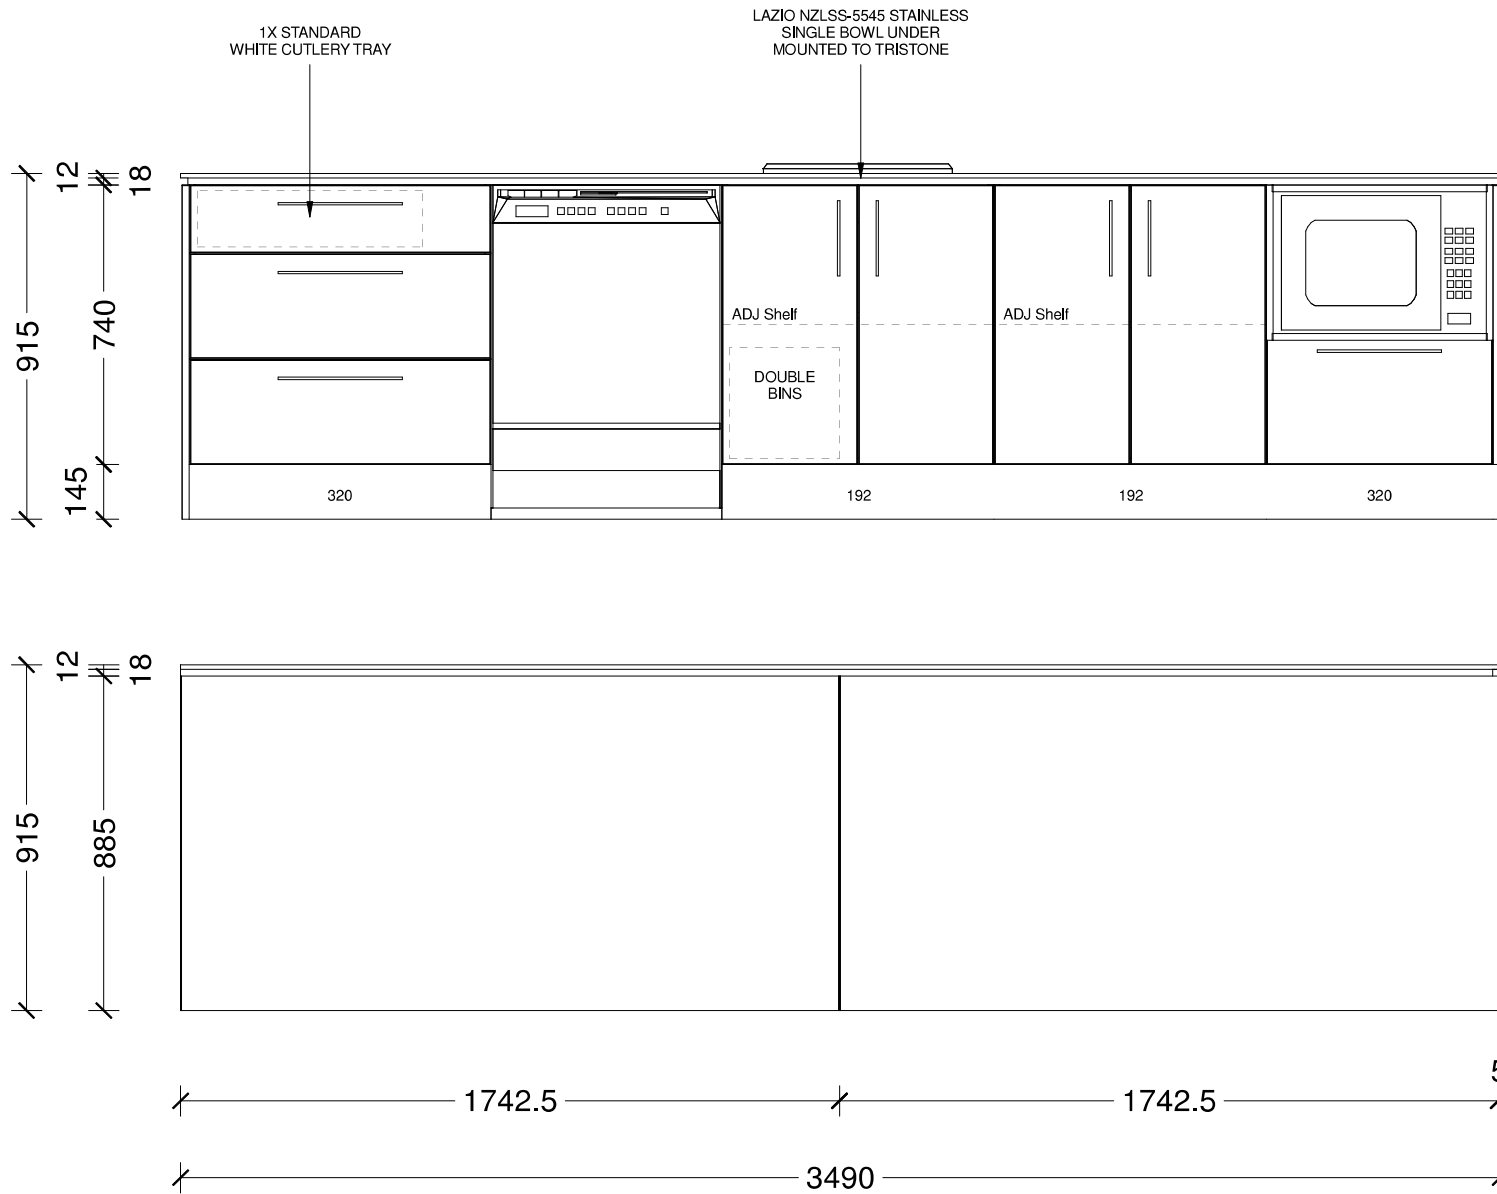 1X STANDARD
WHITE CUTLERY TRAY
LAZIO NZLSS-5545 STAINLESS
SINGLE BOWL UNDER
MOUNTED TO TRISTONE
12
18
915
740
145
ADJ Shelf
ADJ Shelf
DOUBLE
BINS
320
192
192
320
12
18
915
885
5
1742.5
1742.5
3490